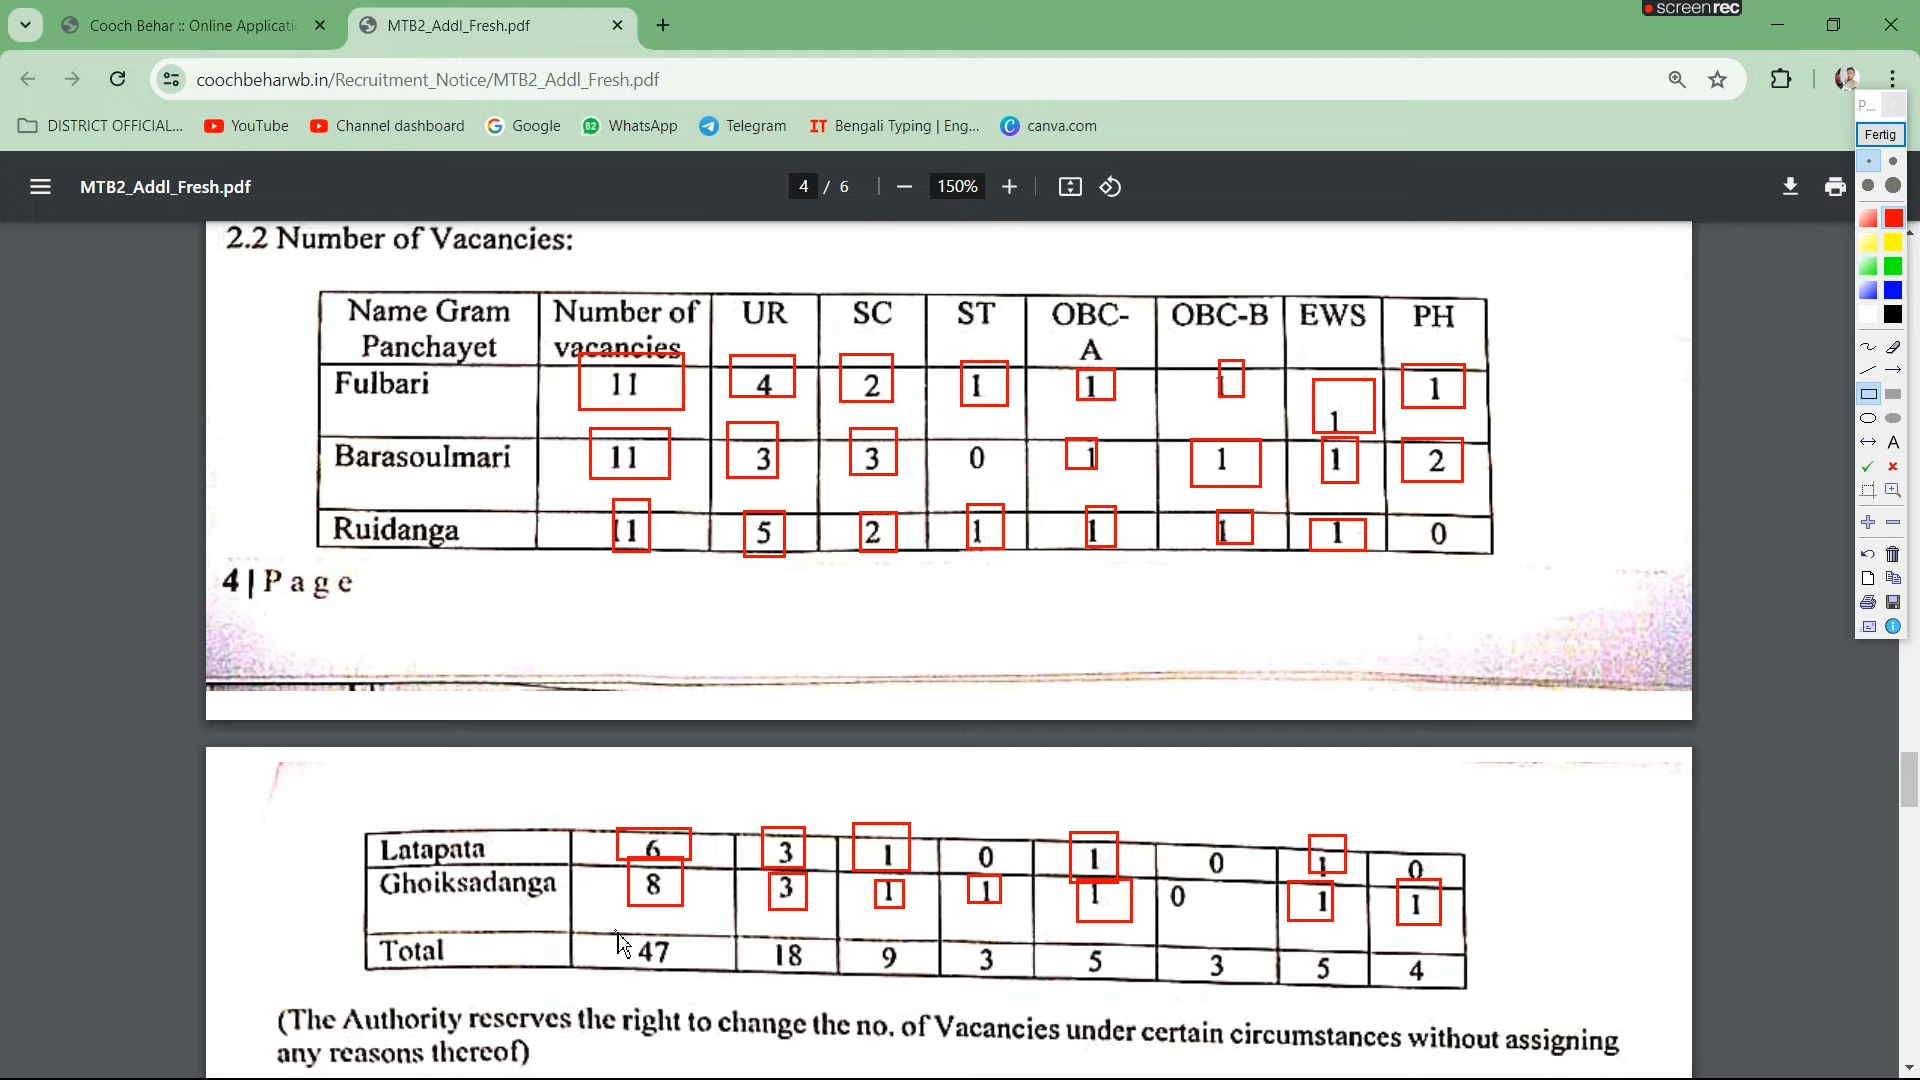 screenrec
Cooch Behar :: Online Applicati
MTB2_Addl_Fresh.pdf
coochbeharwb.in/Recruitment_Notice/MTB2_Addl_Fresh.pdf
DISTRICT OFFICIAL...
YouTube
Channel dashboard
Google
82
WhatsApp
Telegram
IT Bengali Typing | Eng...
canva.com
P...
Fertig
MTB2_Addl_Fresh.pdf
4 / 6
150%
2.2 Number of Vacancies:
Name Gram Panchayet Number of vacancies UR SC ST OBC-A OBC-B EWS PH
Fulbari 11 4 2 1 1 1 1 1
Barasoulmari 11 3 3 0 1 1 1 2
Ruidanga 11 5 2 1 1 1 1 0
4 | P a g e
Latapata 6 3 1 0 1 0 1 0
Ghoiksadanga 8 3 1 1 1 0 1 1
Total 47 18 9 3 5 3 5 4
(The Authority reserves the right to change the no. of Vacancies under certain circumstances without assigning
any reasons thereof)